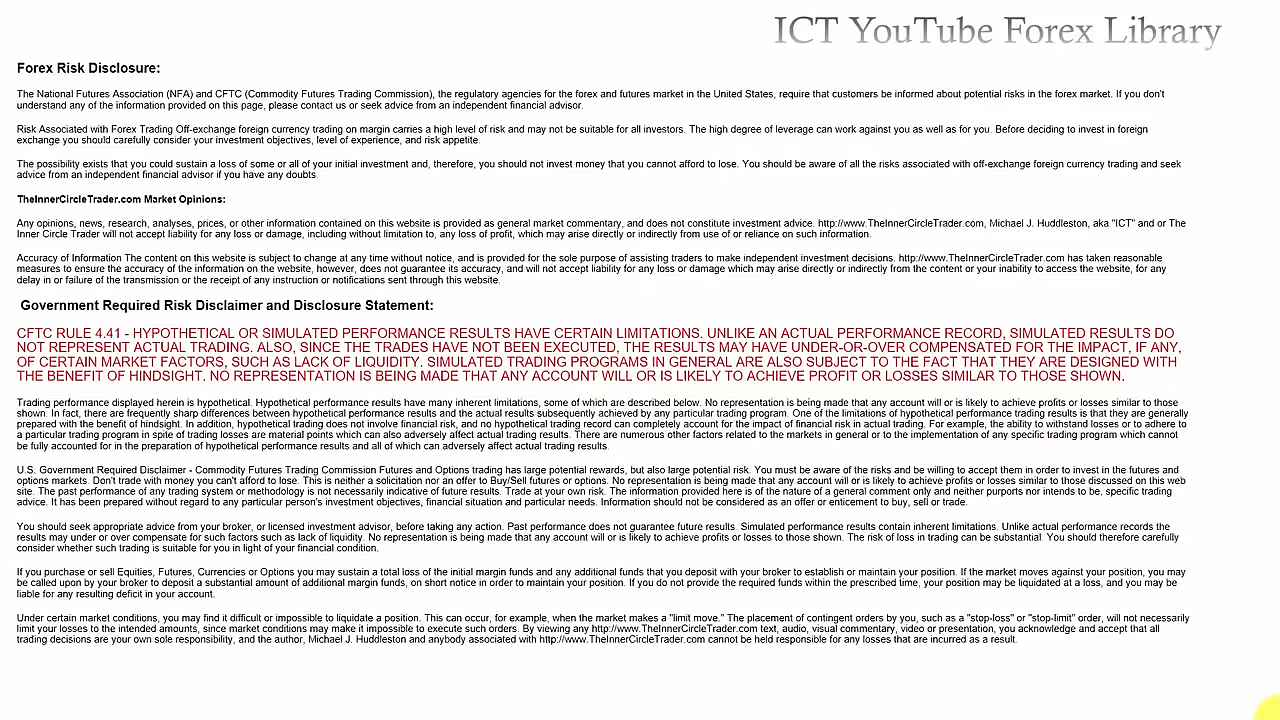 ICT YouTube Forex Library
Forex Risk Disclosure:
The National Futures Association (NFA) and CFTC (Commodity Futures Trading Commission), the regulatory agencies for the forex and futures market in the United States, require that customers be informed about potential risks in the forex market. If you don't
understand any of the information provided on this page, please contact us or seek advice from an independent financial advisor.
Risk Associated with Forex Trading Off-exchange foreign currency trading on margin carries a high level of risk and may not be suitable for all investors. The high degree of leverage can work against you as well as for you. Before deciding to invest in foreign
exchange you should carefully consider your investment objectives, level of experience, and risk appetite.
The possibility exists that you could sustain a loss of some or all of your initial investment and, therefore, you should not invest money that you cannot afford to lose. You should be aware of all the risks associated with off-exchange foreign currency trading and seek
advice from an independent financial advisor if you have any doubts.
TheInnerCircleTrader.com Market Opinions:
Any opinions, news, research, analyses, prices, or other information contained on this website is provided as general market commentary, and does not constitute investment advice. http://www.TheInnerCircleTrader.com, Michael J. Huddleston, aka "ICT" and or The
Inner Circle Trader will not accept liability for any loss or damage, including without limitation to, any loss of profit, which may arise directly or indirectly from use of or reliance on such information.
Accuracy of Information The content on this website is subject to change at any time without notice, and is provided for the sole purpose of assisting traders to make independent investment decisions. http://www.TheInnerCircleTrader.com has taken reasonable
measures to ensure the accuracy of the information on the website, however, does not guarantee its accuracy, and will not accept liability for any loss or damage which may arise directly or indirectly from the content or your inability to access the website, for any
delay in or failure of the transmission or the receipt of any instruction or notifications sent through this website.
Government Required Risk Disclaimer and Disclosure Statement:
CFTC RULE 4.41 - HYPOTHETICAL OR SIMULATED PERFORMANCE RESULTS HAVE CERTAIN LIMITATIONS. UNLIKE AN ACTUAL PERFORMANCE RECORD, SIMULATED RESULTS DO
NOT REPRESENT ACTUAL TRADING. ALSO, SINCE THE TRADES HAVE NOT BEEN EXECUTED, THE RESULTS MAY HAVE UNDER-OR-OVER COMPENSATED FOR THE IMPACT, IF ANY,
OF CERTAIN MARKET FACTORS, SUCH AS LACK OF LIQUIDITY. SIMULATED TRADING PROGRAMS IN GENERAL ARE ALSO SUBJECT TO THE FACT THAT THEY ARE DESIGNED WITH
THE BENEFIT OF HINDSIGHT. NO REPRESENTATION IS BEING MADE THAT ANY ACCOUNT WILL OR IS LIKELY TO ACHIEVE PROFIT OR LOSSES SIMILAR TO THOSE SHOWN.
Trading performance displayed herein is hypothetical. Hypothetical performance results have many inherent limitations, some of which are described below. No representation is being made that any account will or is likely to achieve profits or losses similar to those
shown. In fact, there are frequently sharp differences between hypothetical performance results and the actual results subsequently achieved by any particular trading program. One of the limitations of hypothetical performance trading results is that they are generally
prepared with the benefit of hindsight. In addition, hypothetical trading does not involve financial risk, and no hypothetical trading record can completely account for the impact of financial risk in actual trading. For example, the ability to withstand losses or to adhere to
a particular trading program in spite of trading losses are material points which can also adversely affect actual trading results. There are numerous other factors related to the markets in general or to the implementation of any specific trading program which cannot
be fully accounted for in the preparation of hypothetical performance results and all of which can adversely affect actual trading results.
U.S. Government Required Disclaimer - Commodity Futures Trading Commission Futures and Options trading has large potential rewards, but also large potential risk. You must be aware of the risks and be willing to accept them in order to invest in the futures and
options markets. Don't trade with money you can't afford to lose. This is neither a solicitation nor an offer to Buy/Sell futures or options. No representation is being made that any account will or is likely to achieve profits or losses similar to those discussed on this web
site. The past performance of any trading system or methodology is not necessarily indicative of future results. Trade at your own risk. The information provided here is of the nature of a general comment only and neither purports nor intends to be, specific trading
advice. It has been prepared without regard to any particular person's investment objectives, financial situation and particular needs. Information should not be considered as an offer or enticement to buy, sell or trade.
You should seek appropriate advice from your broker, or licensed investment advisor, before taking any action. Past performance does not guarantee future results. Simulated performance results contain inherent limitations. Unlike actual performance records the
results may under or over compensate for such factors such as lack of liquidity. No representation is being made that any account will or is likely to achieve profits or losses to those shown. The risk of loss in trading can be substantial. You should therefore carefully
consider whether such trading is suitable for you in light of your financial condition.
If you purchase or sell Equities, Futures, Currencies or Options you may sustain a total loss of the initial margin funds and any additional funds that you deposit with your broker to establish or maintain your position. If the market moves against your position, you may
be called upon by your broker to deposit a substantial amount of additional margin funds, on short notice in order to maintain your position. If you do not provide the required funds within the prescribed time, your position may be liquidated at a loss, and you may be
liable for any resulting deficit in your account.
Under certain market conditions, you may find it difficult or impossible to liquidate a position. This can occur, for example, when the market makes a "limit move." The placement of contingent orders by you, such as a "stop-loss" or "stop-limit" order, will not necessarily
limit your losses to the intended amounts, since market conditions may make it impossible to execute such orders. By viewing any http://www.TheInnerCircleTrader.com text, audio, visual commentary, video or presentation, you acknowledge and accept that all
trading decisions are your own sole responsibility, and the author, Michael J. Huddleston and anybody associated with http://www.TheInnerCircleTrader.com cannot be held responsible for any losses that are incurred as a result.